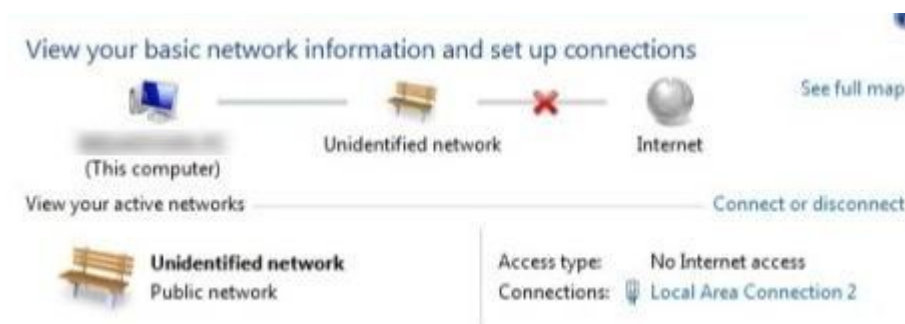 View your basic network information and set up connections
See full map
Unidentified network
Internet
(This computer)
View your active networks
Connect or disconnect
Unidentified network
Public network
Access type: No Internet access
Connections: Local Area Connection 2